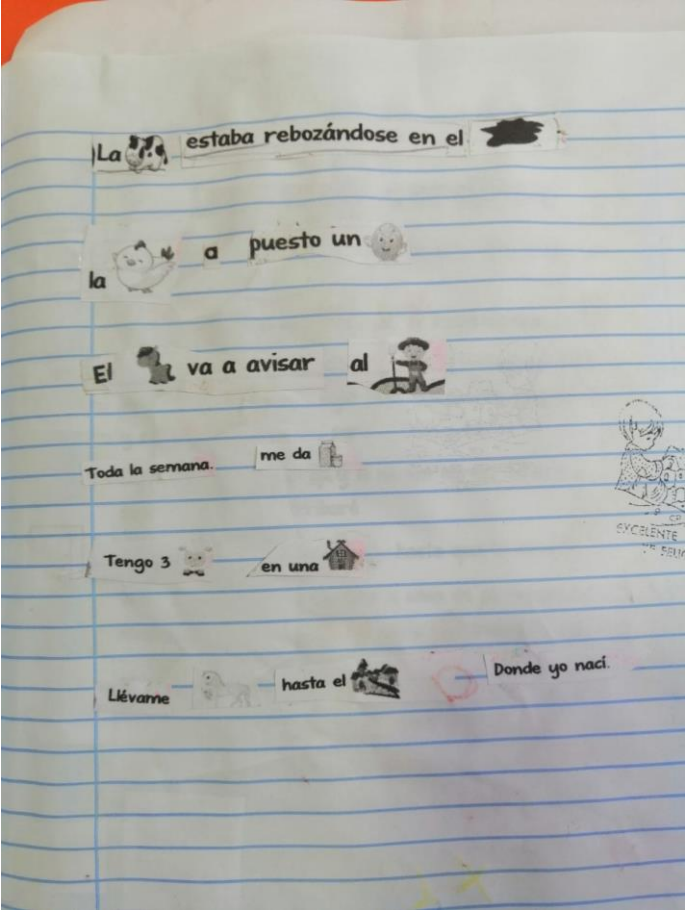 La estaba rebozándose en el
la a puesto un
El va a avisar al
Toda la semana. me da
Tengo 3 en una
EXCELENTE
Llévame hasta el Donde yo nací.